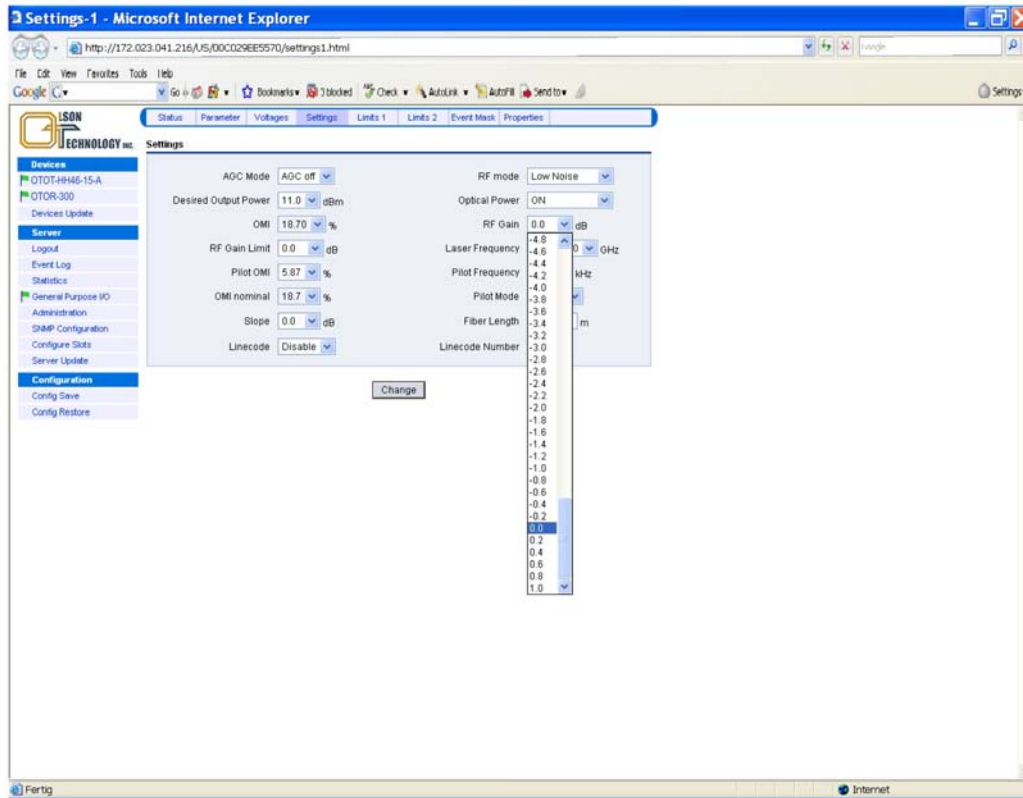 Settings-1 - Microsoft Internet Explorer
http://172.023.041.216/US/00C029EE5570/settings1.html
File Edit View Favorites Tools Help
Google Go Bookmarks 3 blocked Check AutoLink AutoFill Send to Settings
OLSON
TECHNOLOGY INC.
Status Parameter Voltages Settings Limits 1 Limits 2 Event Mask Properties
Settings
Devices
OTOT-HH46-15-A
OTOR-300
Devices Update
Server
Logout
Event Log
Statistics
General Purpose I/O
Administration
SNMP Configuration
Configure Slots
Server Update
Configuration
Config Save
Config Restore
AGC Mode AGC off
Desired Output Power 11.0 dBm
OMI 18.70 %
RF Gain Limit 0.0 dB
Pilot OMI 5.87 %
OMI nominal 18.7 %
Slope 0.0 dB
Linecode Disable
RF mode Low Noise
Optical Power ON
RF Gain 0.0 dB
Laser Frequency 0 GHz
Pilot Frequency kHz
Pilot Mode
Fiber Length m
Linecode Number
-4.8
-4.6
-4.4
-4.2
-4.0
-3.8
-3.6
-3.4
-3.2
-3.0
-2.8
-2.6
-2.4
-2.2
-2.0
-1.8
-1.6
-1.4
-1.2
-1.0
-0.8
-0.6
-0.4
-0.2
0.0
0.2
0.4
0.6
0.8
1.0
Change
Fertig
Internet